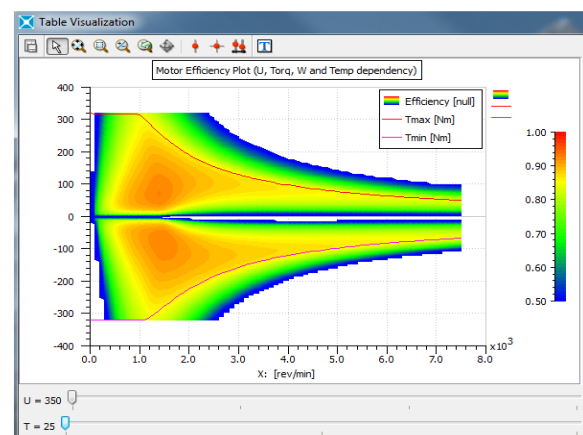 Table Visualization
Motor Efficiency Plot (U, Torq, W and Temp dependency)
Efficiency [null]
Tmax [Nm]
Tmin [Nm]
400
300
200
100
0
-100
-200
-300
-400
0.0 1.0 2.0 3.0 4.0 5.0 6.0 7.0 8.0
x10³
X: [rev/min]
1.00
0.90
0.80
0.70
0.60
0.50
U = 350
T = 25